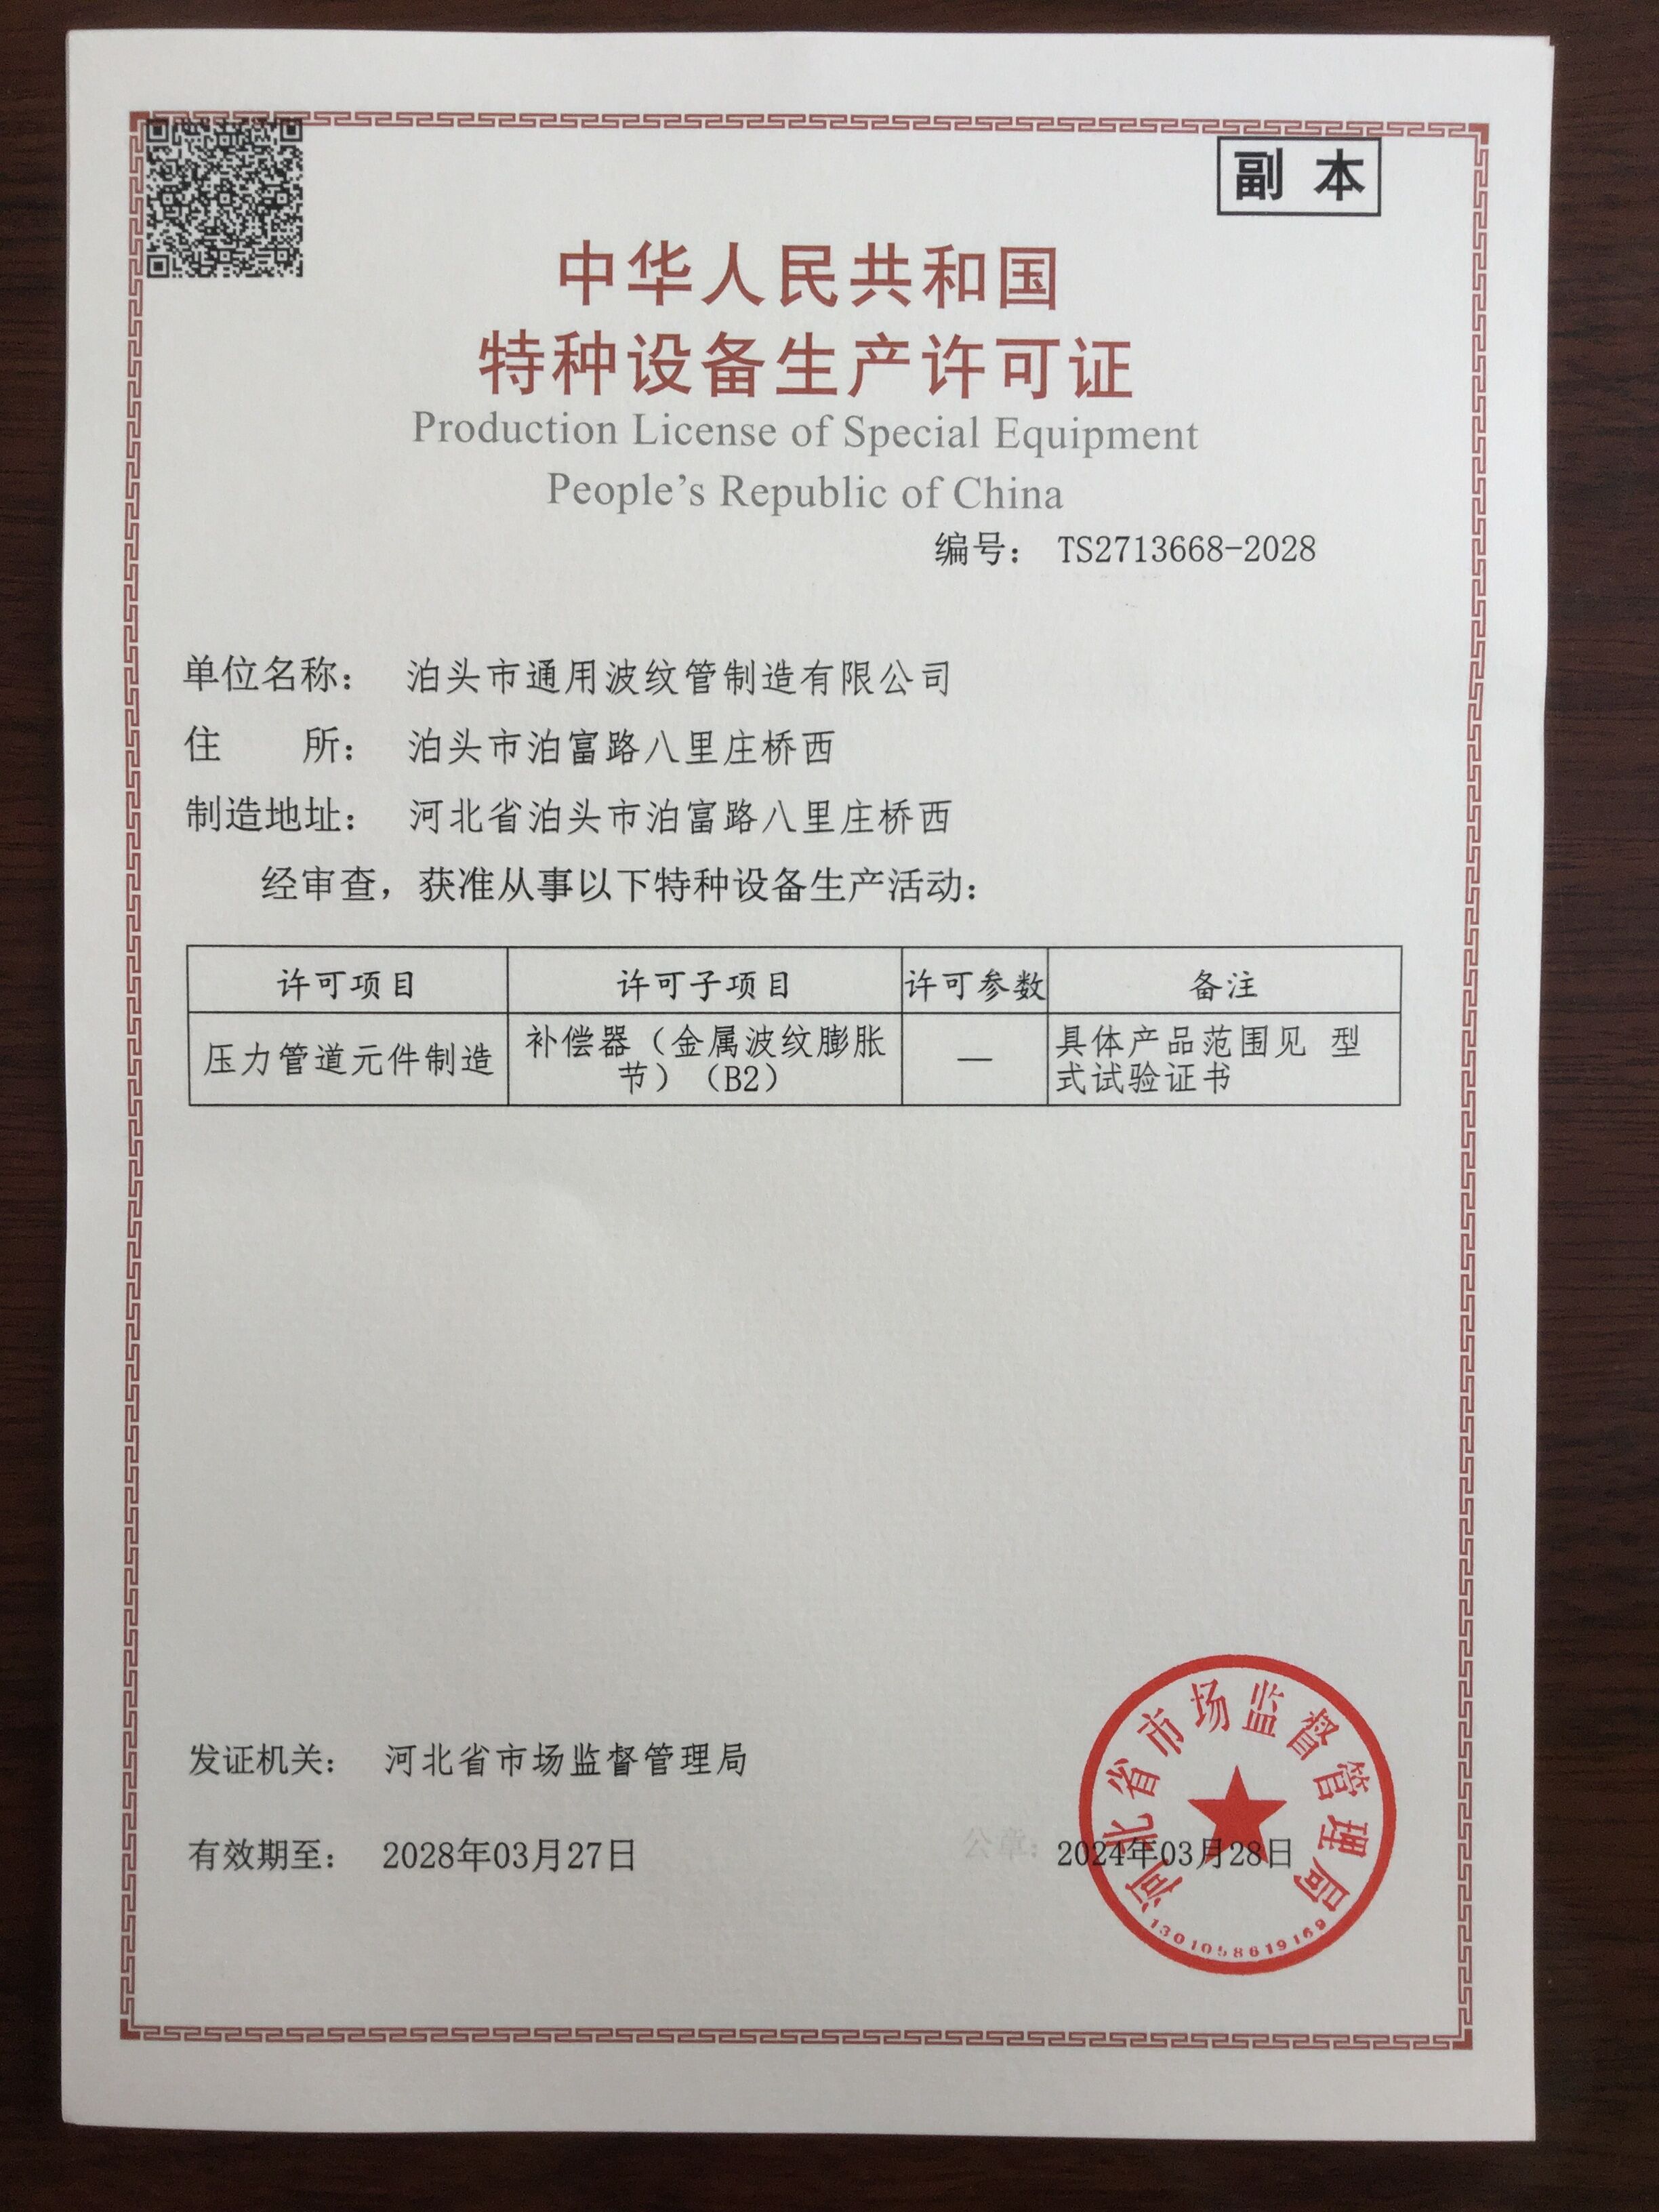 副 本
中华人民共和国
特种设备生产许可证
Production License of Special Equipment
People's Republic of China
编号： TS2713668-2028
单位名称： 泊头市通用波纹管制造有限公司
住 所： 泊头市泊富路八里庄桥西
制造地址： 河北省泊头市泊富路八里庄桥西
经审查，获准从事以下特种设备生产活动：
许可项目 许可子项目 许可参数 备注
压力管道元件制造 补偿器（金属波纹膨胀节）（B2） — 具体产品范围见 型式试验证书
发证机关： 河北省市场监督管理局
有效期至： 2028年03月27日
公章：
2024年03月28日
河北省市场监督管理局
1301058619169